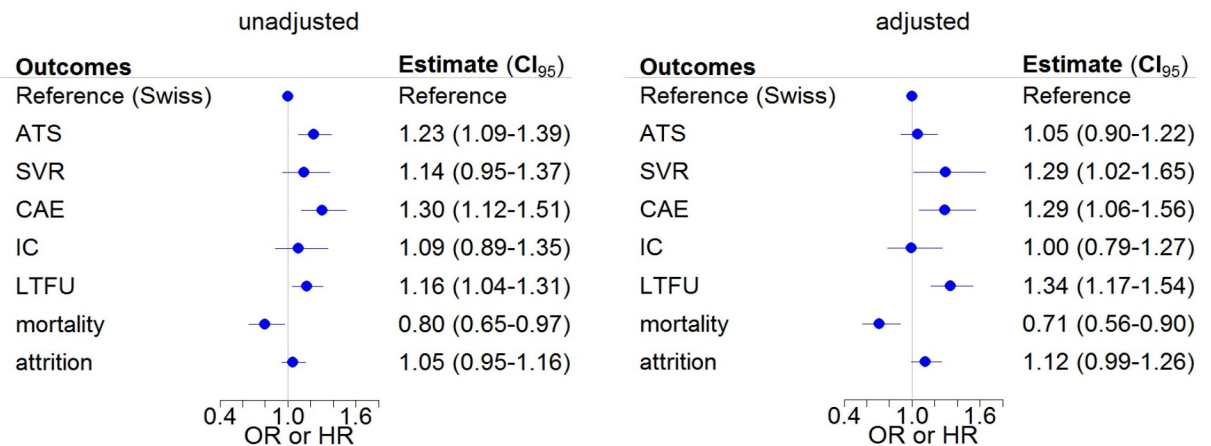 unadjusted
Outcomes Estimate (CI95)
Reference (Swiss) Reference
ATS 1.23 (1.09-1.39)
SVR 1.14 (0.95-1.37)
CAE 1.30 (1.12-1.51)
IC 1.09 (0.89-1.35)
LTFU 1.16 (1.04-1.31)
mortality 0.80 (0.65-0.97)
attrition 1.05 (0.95-1.16)
0.4 1.0 1.6
OR or HR
adjusted
Outcomes Estimate (CI95)
Reference (Swiss) Reference
ATS 1.05 (0.90-1.22)
SVR 1.29 (1.02-1.65)
CAE 1.29 (1.06-1.56)
IC 1.00 (0.79-1.27)
LTFU 1.34 (1.17-1.54)
mortality 0.71 (0.56-0.90)
attrition 1.12 (0.99-1.26)
0.4 1.0 1.6
OR or HR